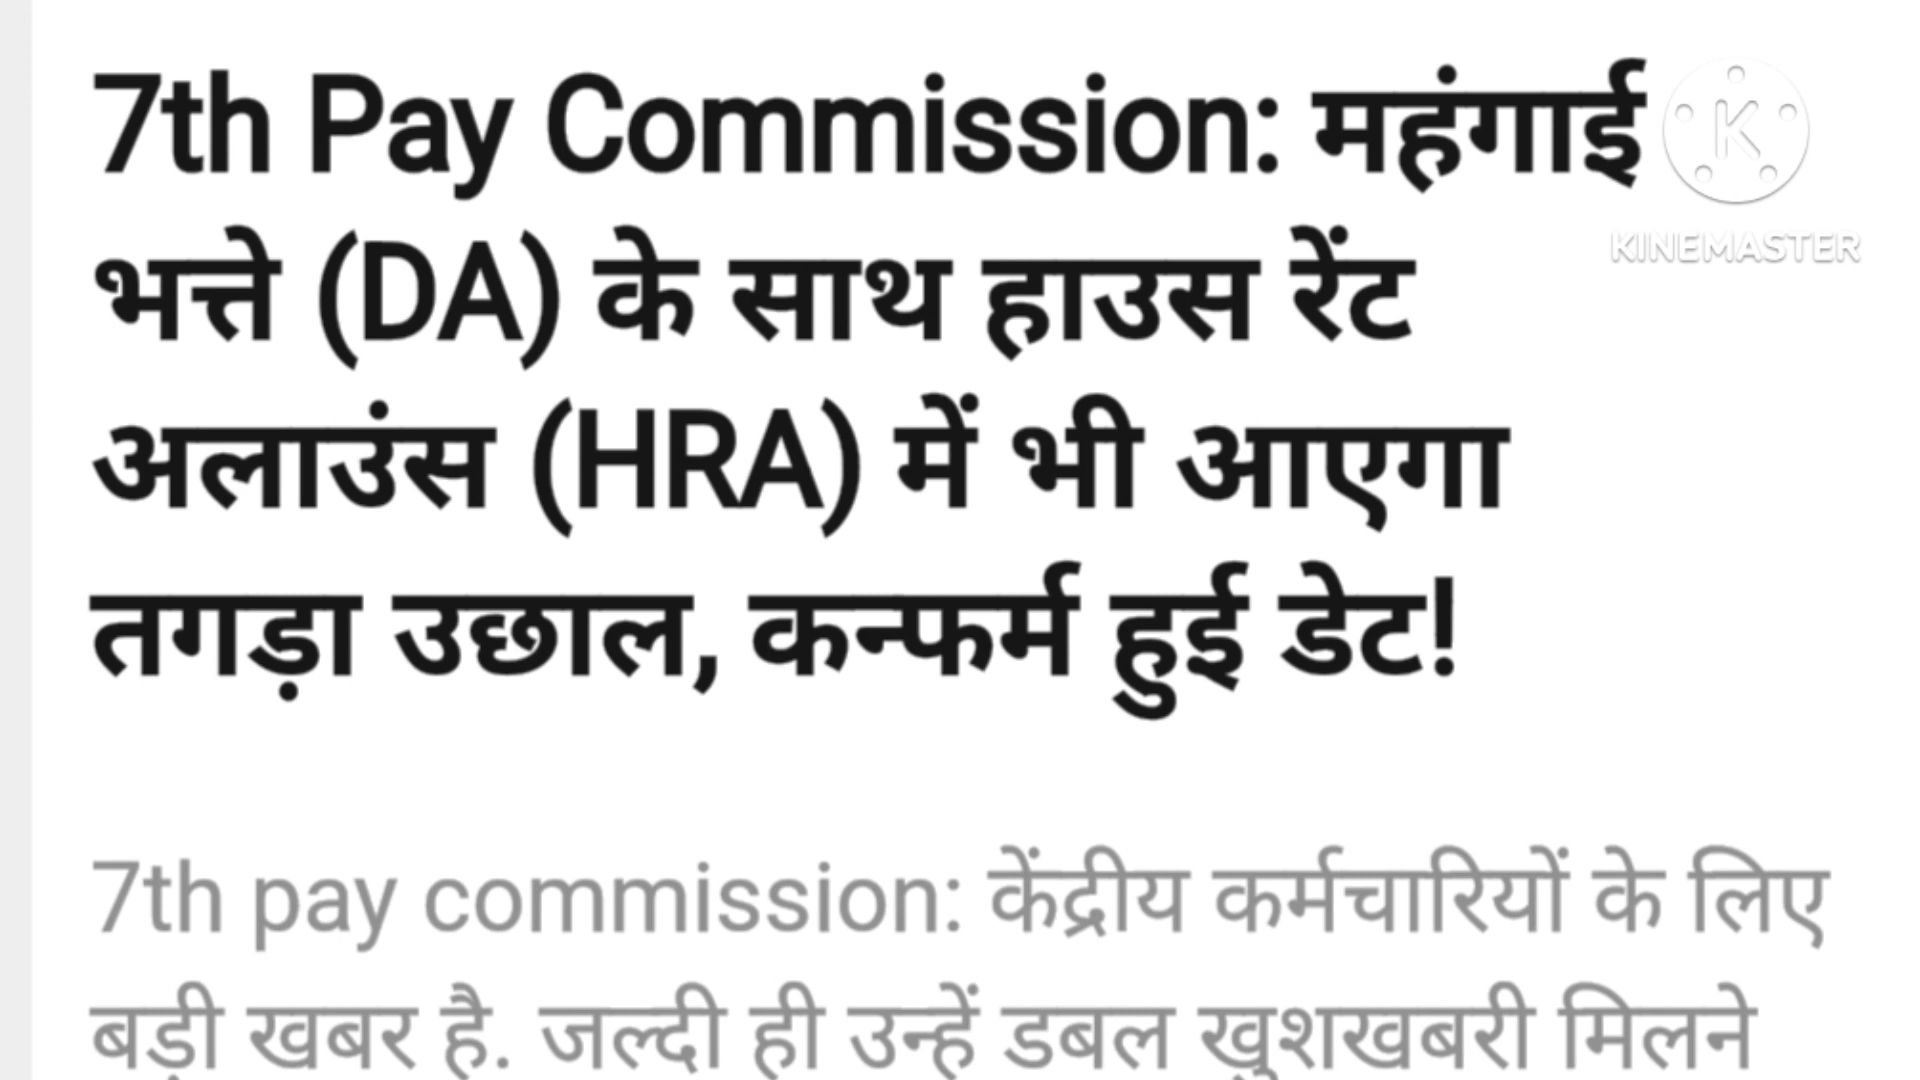 7th Pay Commission: महंगाई
भत्ते (DA) के साथ हाउस रेंट
अलाउंस (HRA) में भी आएगा
तगड़ा उछाल, कन्फर्म हुई डेट!
K
KINEMASTER
7th pay commission: केंद्रीय कर्मचारियों के लिए
बड़ी खबर है. जल्दी ही उन्हें डबल खुशखबरी मिलने